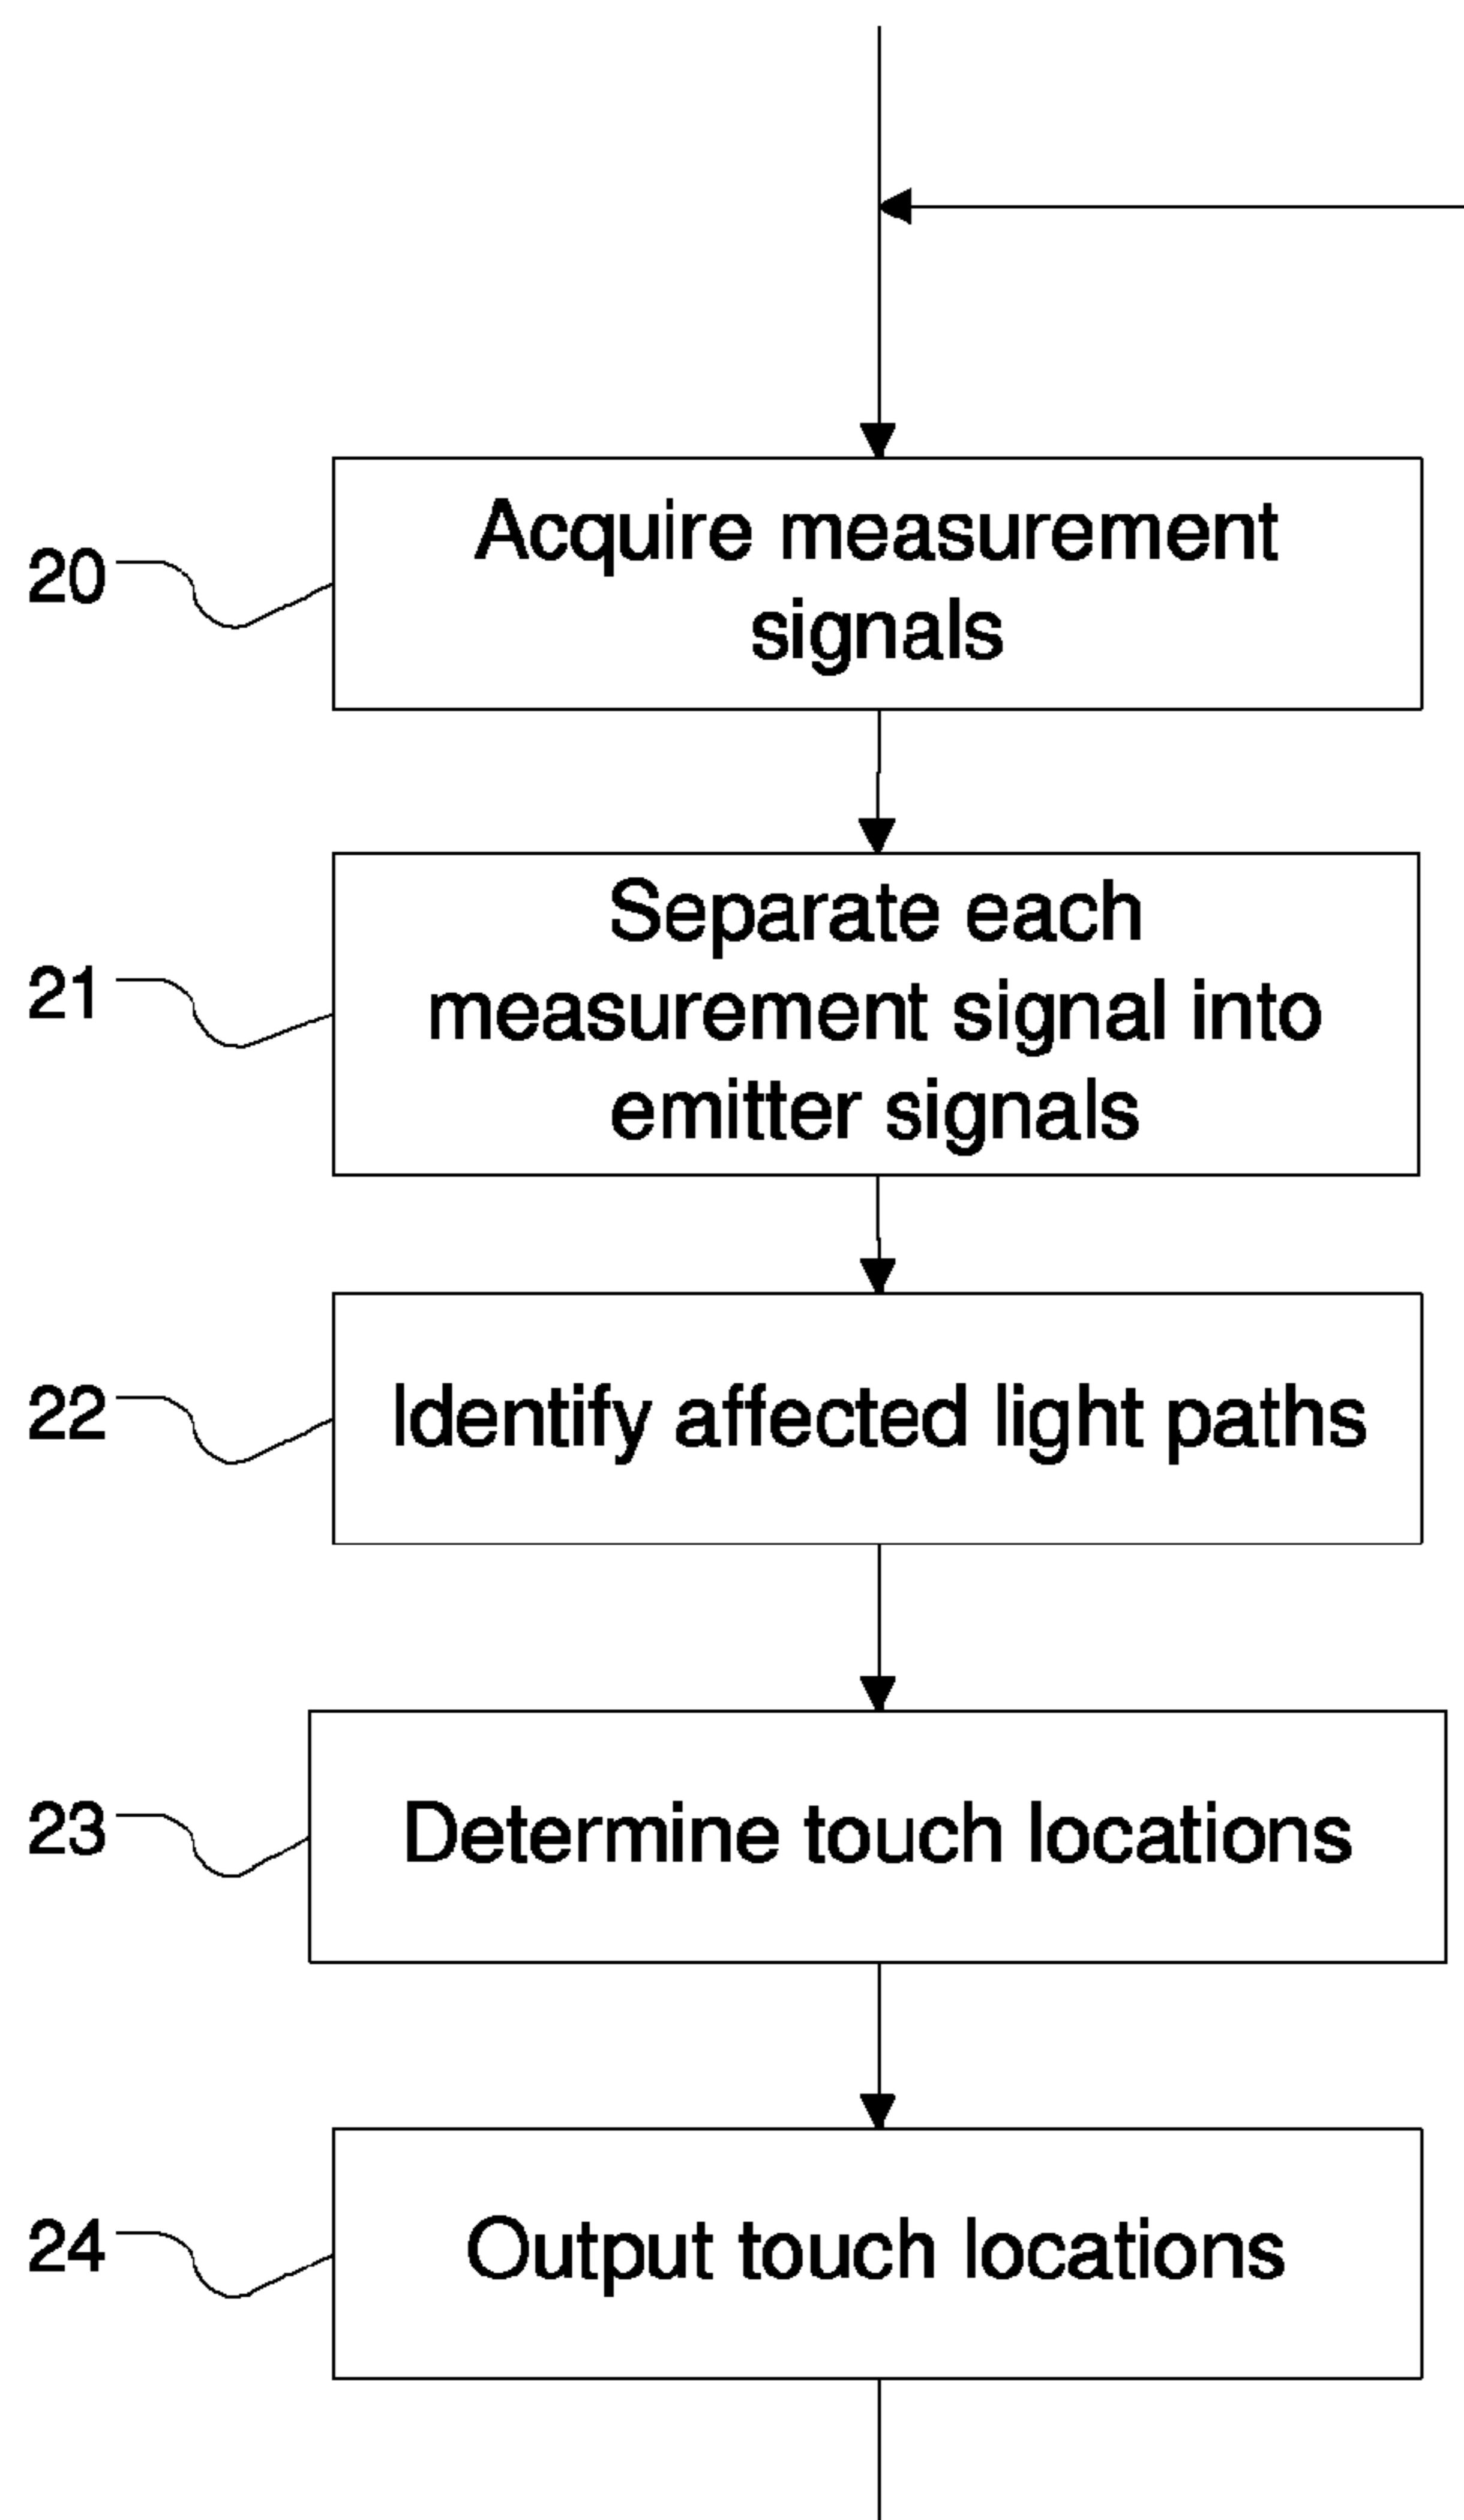 20
Acquire measurement
signals
21
Separate each
measurement signal into
emitter signals
22
Identify affected light paths
23
Determine touch locations
24
Output touch locations